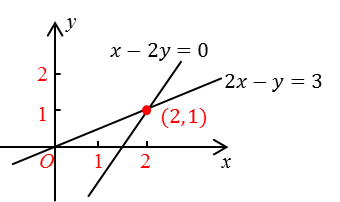 y
x − 2y = 0
2x − y = 3
2
1
(2,1)
O
1
2
x